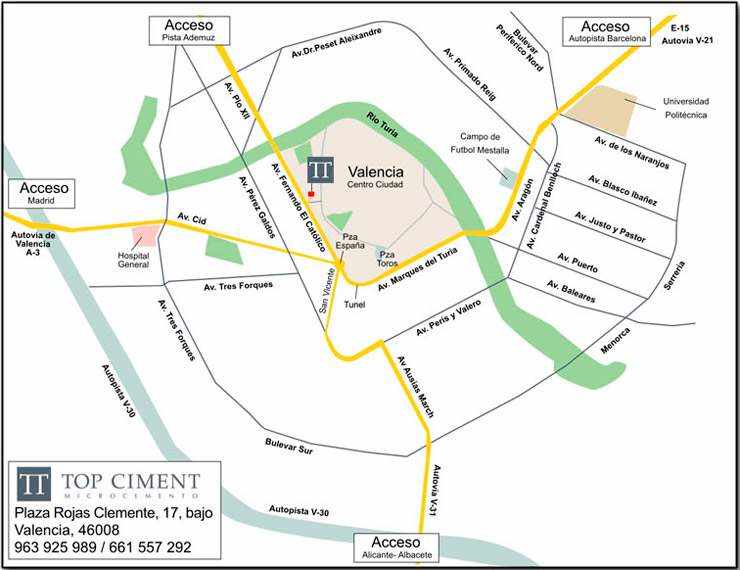 Acceso
Pista Ademuz
Av.Dr.Peset Aleixandre
Bulevar
Periferico Nord
Acceso
Autopista Barcelona
E-15
Autovia V-21
Av. Primado Reig
Av. Pio XII
Rio Turia
Universidad
Politécnica
Campo de
Futbol Mestalla
Av. de los Naranjos
TT
Valencia
Centro Ciudad
Av. Blasco Ibañez
Acceso
Madrid
Av. Fernando El Católico
Av. Pérez Galdos
Av. Aragón
Av. Cardenal Benlloch
Av. Justo y Pastor
Av. Cid
Autovia de
Valencia
A-3
Hospital
General
Pza
España
Pza
Toros
Av. Marques del Turia
Av. Puerto
Av. Baleares
Serreria
Av. Tres Forques
San Vicente
Tunel
Av. Tres Forques
Av. Peris y Valero
Menorca
Autopista V-30
Av Ausias March
Bulevar Sur
Autovia V-31
TT TOP CIMENT
MICROCEMENTO
Plaza Rojas Clemente, 17, bajo
Valencia, 46008
963 925 989 / 661 557 292
Autopista V-30
Acceso
Alicante- Albacete